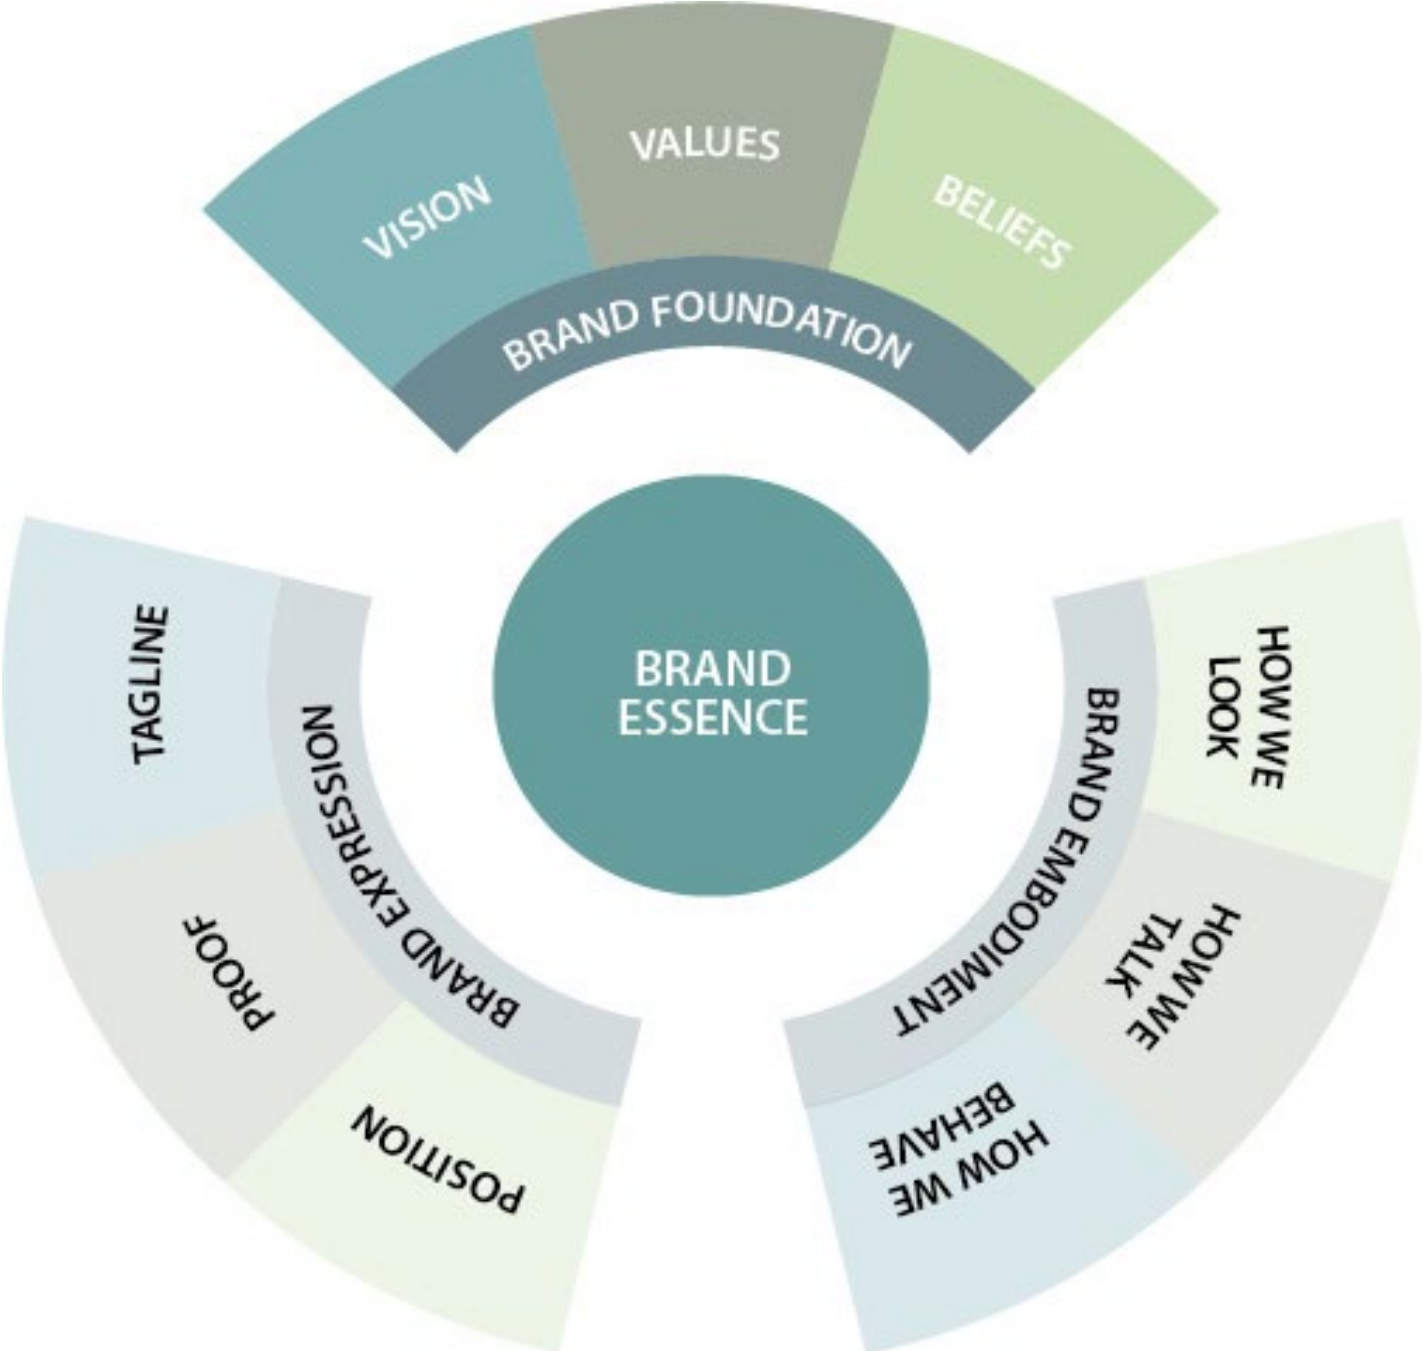 VISION
VALUES
BELIEFS
BRAND FOUNDATION
BRAND
ESSENCE
HOW WE
LOOK
HOW WE
TALK
HOW WE
BEHAVE
BRAND EMBODIMENT
POSITION
PROOF
TAGLINE
BRAND EXPRESSION